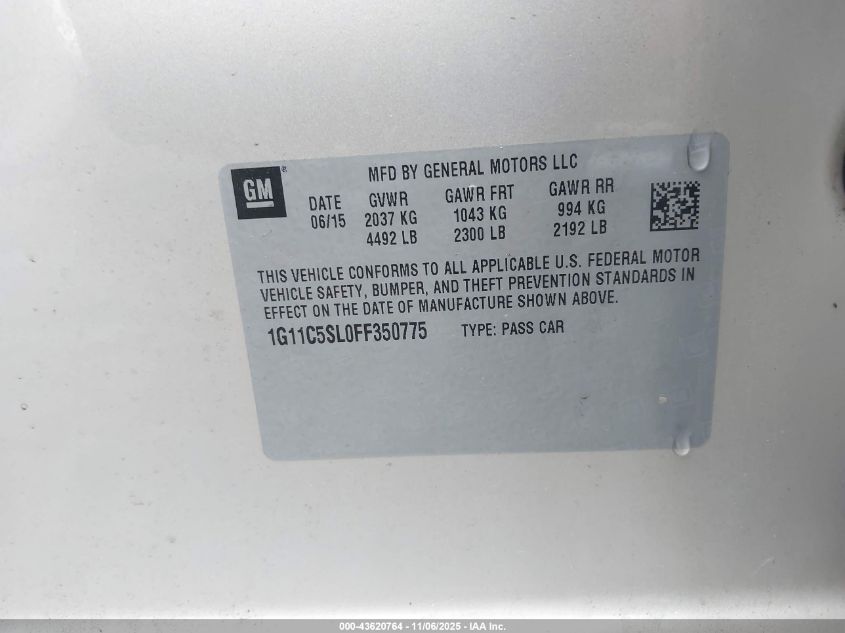 MFD BY GENERAL MOTORS LLC
GM®
DATE GVWR GAWR FRT GAWR RR
06/15 2037 KG 1043 KG 994 KG
4492 LB 2300 LB 2192 LB
THIS VEHICLE CONFORMS TO ALL APPLICABLE U.S. FEDERAL MOTOR
VEHICLE SAFETY, BUMPER, AND THEFT PREVENTION STANDARDS IN
EFFECT ON THE DATE OF MANUFACTURE SHOWN ABOVE.
1G11C5SL0FF350775 TYPE: PASS CAR
000-43620764 - 11/06/2025 - IAA Inc.